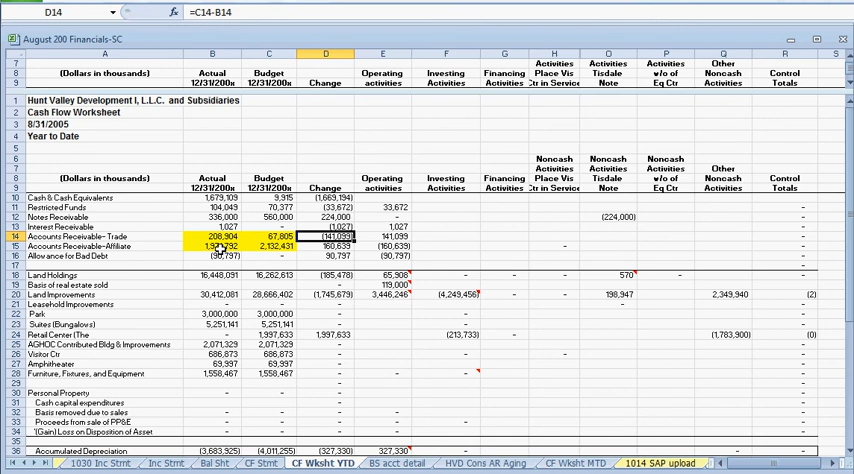 D14 fx =C14-B14
August 200 Financials-SC
A B C D E F G H O P Q R S
7 Activities Activities Activities Other
8 (Dollars in thousands) Actual Budget Operating Investing Financing Place Vis Tisdale w/o of Noncash Control
9 12/31/200x 12/31/200x Change activities Activities Activities Ctr in Service Note Eq Ctr Activities Totals
1 Hunt Valley Development I, L.L.C. and Subsidiaries
2 Cash Flow Worksheet
3 8/31/2005
4 Year to Date
5
6 Noncash Noncash Noncash
7 Activities Activities Activities Other
8 (Dollars in thousands) Actual Budget Operating Investing Financing Place Vis Tisdale w/o of Noncash Control
9 12/31/200x 12/31/200x Change activities Activities Activities Ctr in Service Note Eq Ctr Activities Totals
10 Cash & Cash Equivalents 1,679,109 9,915 (1,669,194)
11 Restricted Funds 104,049 70,377 (33,672) 33,672 -
12 Notes Receivable 336,000 560,000 224,000 - (224,000) -
13 Interest Receivable 1,027 - (1,027) 1,027 -
14 Accounts Receivable- Trade 208,904 67,805 (141,099) 141,099 -
15 Accounts Receivable-Affiliate 2,132,431 160,639 (160,639) - -
16 Allowance for Bad Debt (90,797) - 90,797 (90,797) -
18 Land Holdings 16,448,091 16,262,613 (185,478) 65,908 - - 570 - - -
19 Basis of real estate sold 119,000 -
20 Land Improvements 30,412,081 28,666,402 (1,745,679) 3,446,246 (4,249,456) - 198,947 2,349,940 (2)
21 Leasehold Improvements - - -
22 Park 3,000,000 3,000,000 - - -
23 Suites (Bungalows) 5,251,141 5,251,141 - - -
24 Retail Center (The - 1,997,633 1,997,633 (213,733) - (1,783,900) (0)
25 AGHOC Contributed Bldg & Improvements 2,071,329 2,071,329 - - -
26 Visitor Ctr 686,873 686,873 - - - -
27 Amphitheater 69,997 69,997 - - -
28 Furniture, Fixtures, and Equipment 1,558,467 1,558,467 - - - -
29 - -
30 Personal Property - - - - -
31 Cash capital expenditures - -
32 Basis removed due to sales - - - - -
33 Proceeds from sale of PP&E - - - - -
34 '(Gain) Loss on Disposition of Asset - - - - -
35
36 Accumulated Depreciation (3,683,925) (4,011,255) (327,330) 327,330 -
1030 Inc Stmt Inc Stmt Bal Sht CF Stmt CF Wksht YTD BS acct detail HVD Cons AR Aging CF Wksht MTD 1014 SAP upload